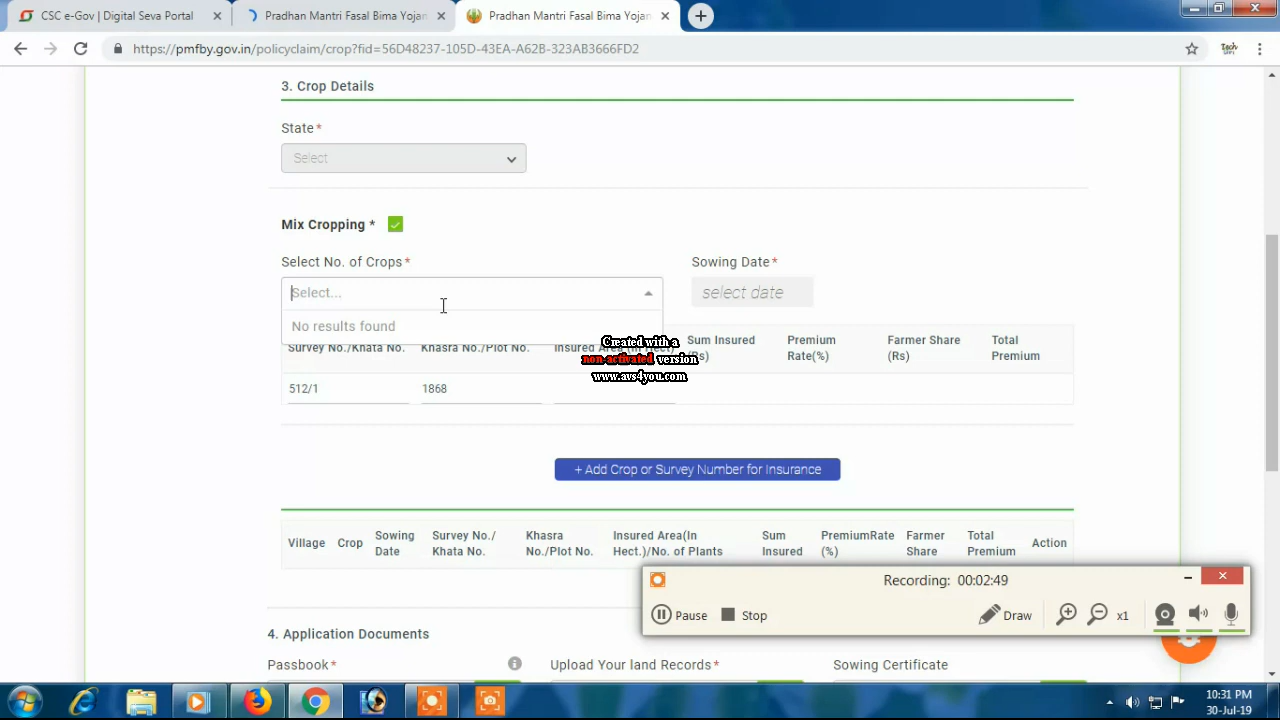 CSC e-Gov | Digital Seva Portal
Pradhan Mantri Fasal Bima Yojan
Pradhan Mantri Fasal Bima Yojan
https://pmfby.gov.in/policyclaim/crop?fid=56D48237-105D-43EA-A62B-323AB3666FD2
3. Crop Details
State*
Select
Mix Cropping *
Select No. of Crops*
Sowing Date*
Select...
select date
No results found
Survey No./Khata No.
Khasra No./Plot No.
Insured Area(In Hect)
Sum Insured (Rs)
Premium Rate(%)
Farmer Share (Rs)
Total Premium
Created with a
non-activated version
www.avs4you.com
512/1
1868
+ Add Crop or Survey Number for Insurance
Village
Crop
Sowing Date
Survey No./ Khata No.
Khasra No./Plot No.
Insured Area(In Hect.)/No. of Plants
Sum Insured
PremiumRate (%)
Farmer Share
Total Premium
Action
Recording: 00:02:49
Pause
Stop
Draw
x1
4. Application Documents
Passbook*
Upload Your land Records*
Sowing Certificate
10:31 PM
30-Jul-19